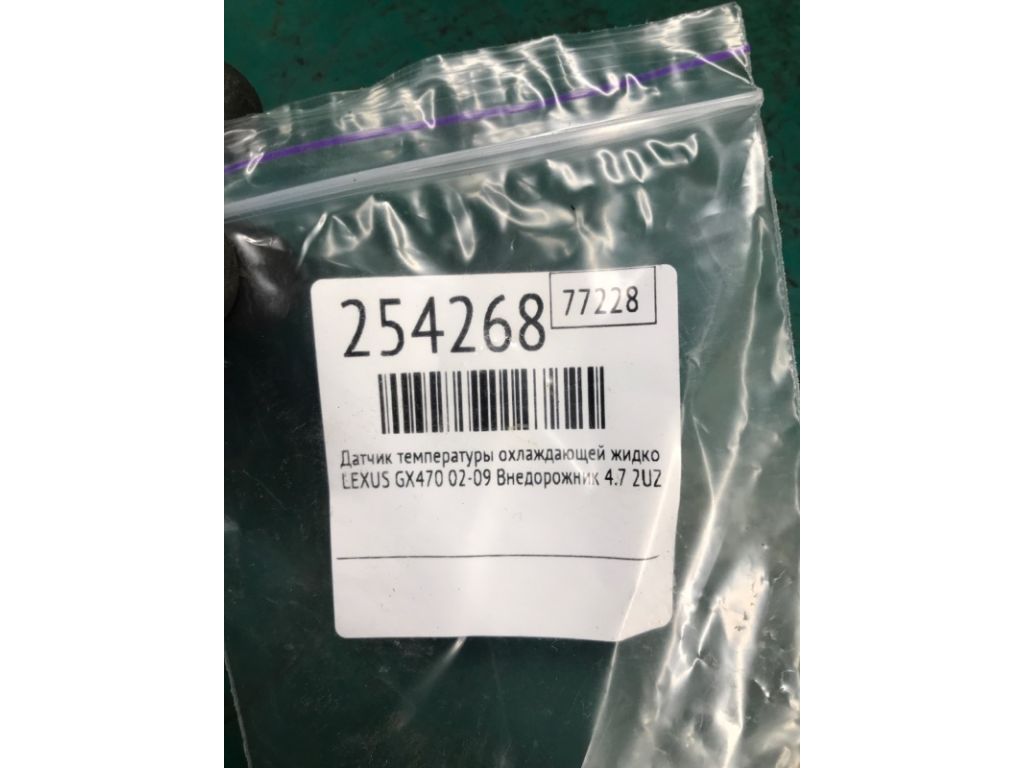 254268
77228
Датчик температуры охлаждающей жидко
LEXUS GX470 02-09 Внедорожник 4.7 2UZ